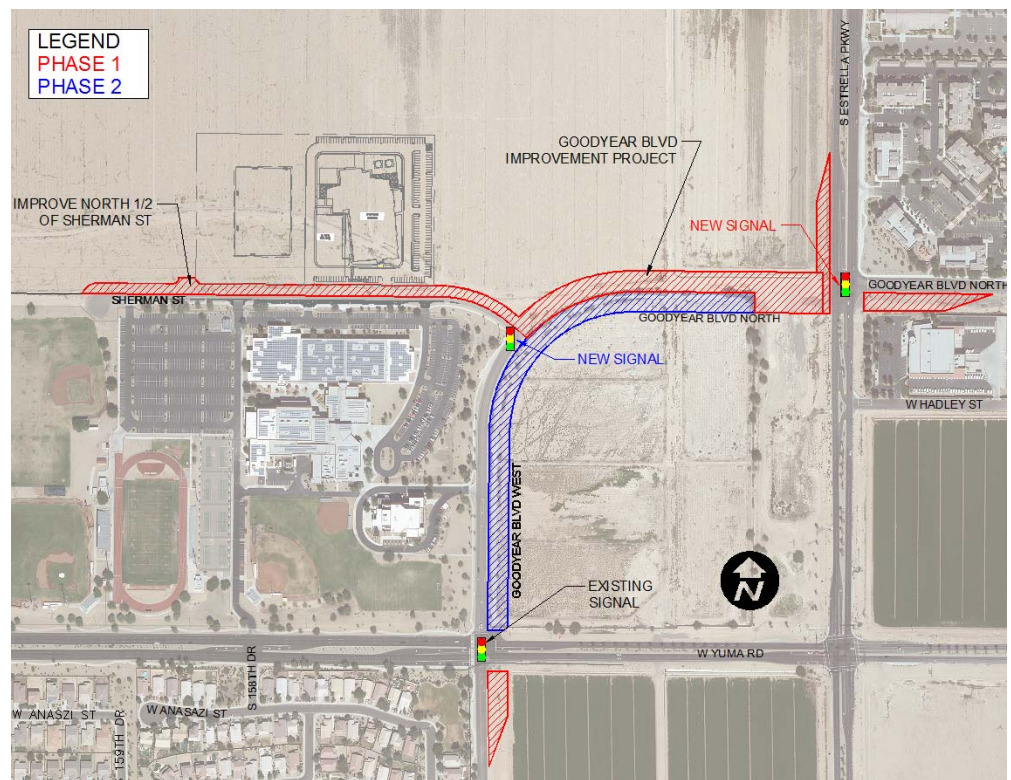 LEGEND
PHASE 1
PHASE 2
S ESTRELLA PKWY
GOODYEAR BLVD
IMPROVEMENT PROJECT
IMPROVE NORTH 1/2
OF SHERMAN ST
NEW SIGNAL
GOODYEAR BLVD NORTH
SHERMAN ST
GOODYEAR BLVD NORTH
NEW SIGNAL
W HADLEY ST
GOODYEAR BLVD WEST
N
EXISTING
SIGNAL
W YUMA RD
S 158TH DR
W ANASZI ST
W ANASAZI ST
159TH DR